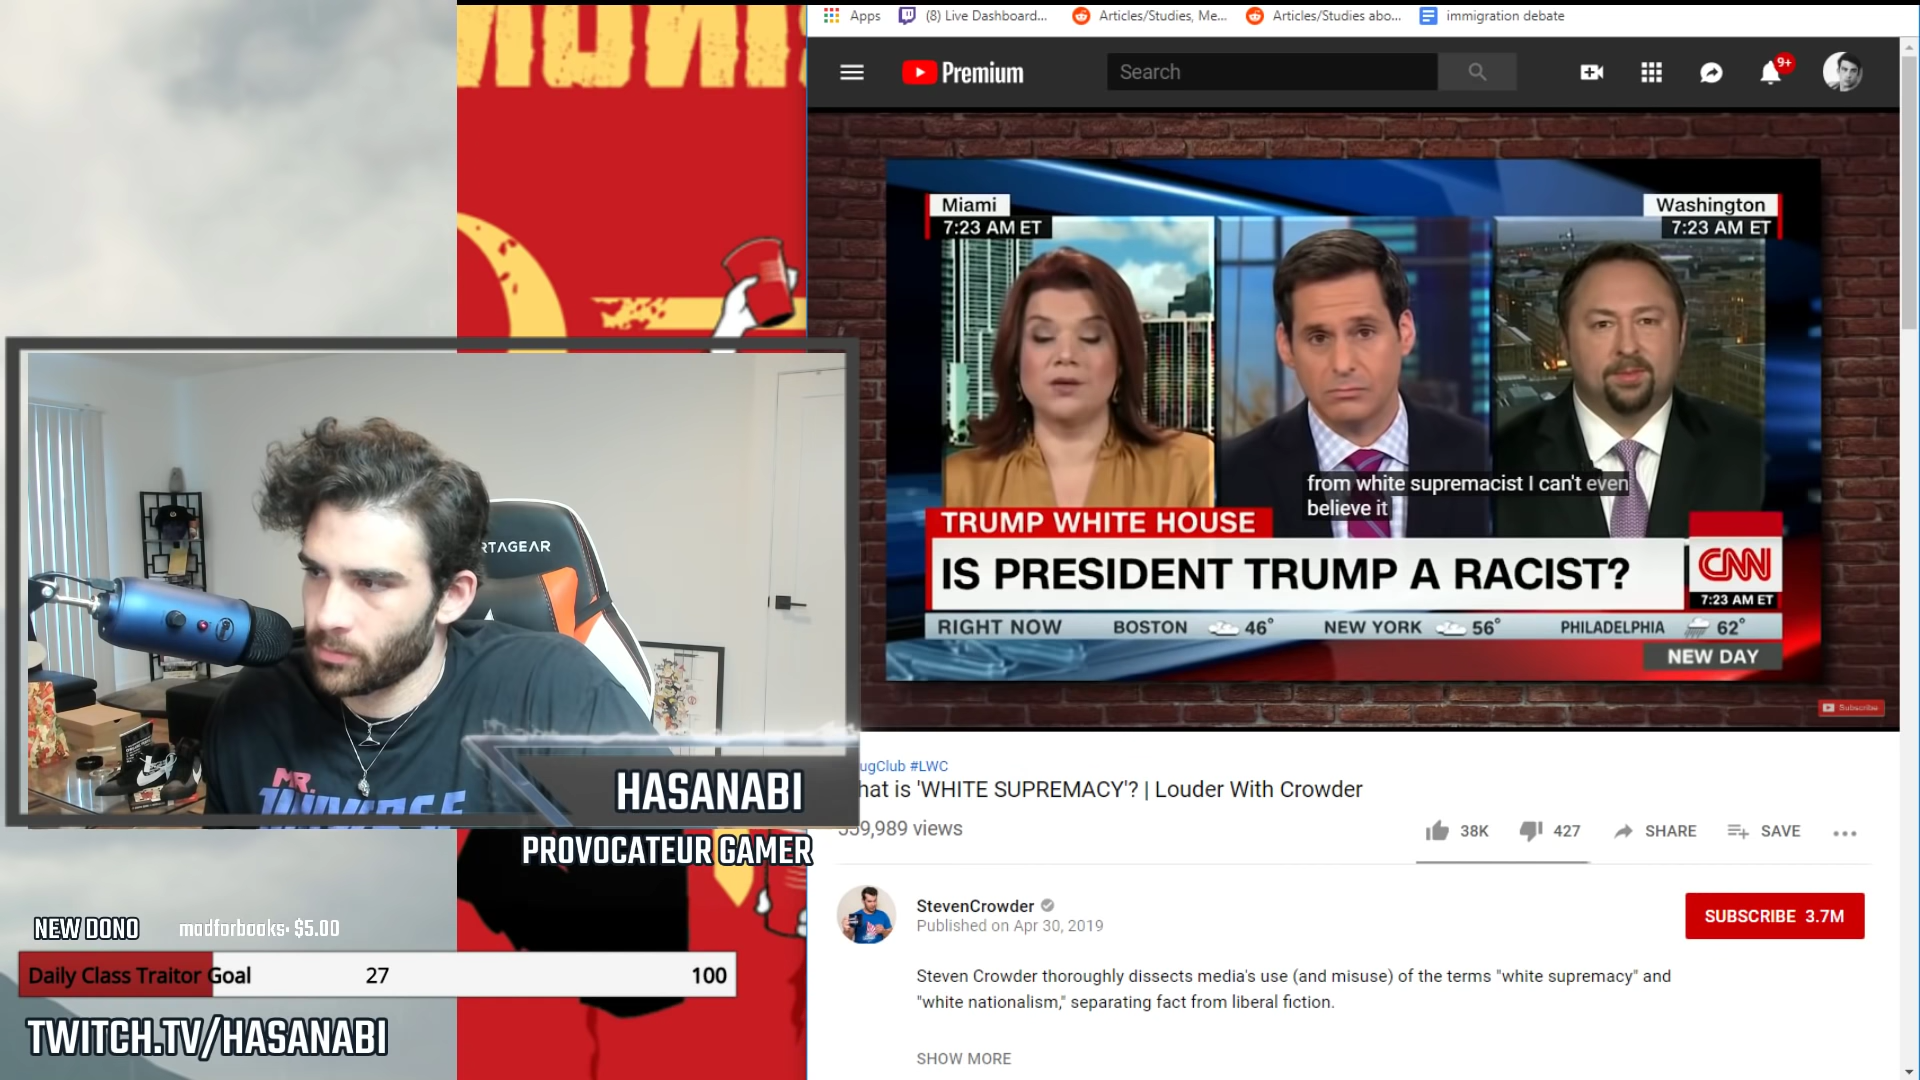 Apps
(8) Live Dashboard...
Articles/Studies, Me...
Articles/Studies abo...
immigration debate
Premium
Search
9+
Miami
7:23 AM ET
Washington
7:23 AM ET
from white supremacist I can't even
believe it
TRUMP WHITE HOUSE
IS PRESIDENT TRUMP A RACIST?
CNN
7:23 AM ET
RIGHT NOW BOSTON 46° NEW YORK 56° PHILADELPHIA 62°
NEW DAY
Subscribe
RTAGEAR
MR.
HASANABI
PROVOCATEUR GAMER
ugClub #LWC
hat is 'WHITE SUPREMACY'? | Louder With Crowder
359,989 views
38K
427
SHARE
SAVE
StevenCrowder
Published on Apr 30, 2019
SUBSCRIBE 3.7M
Steven Crowder thoroughly dissects media's use (and misuse) of the terms "white supremacy" and
"white nationalism," separating fact from liberal fiction.
SHOW MORE
NEW DONO madforbooks: $5.00
Daily Class Traitor Goal 27 100
TWITCH.TV/HASANABI